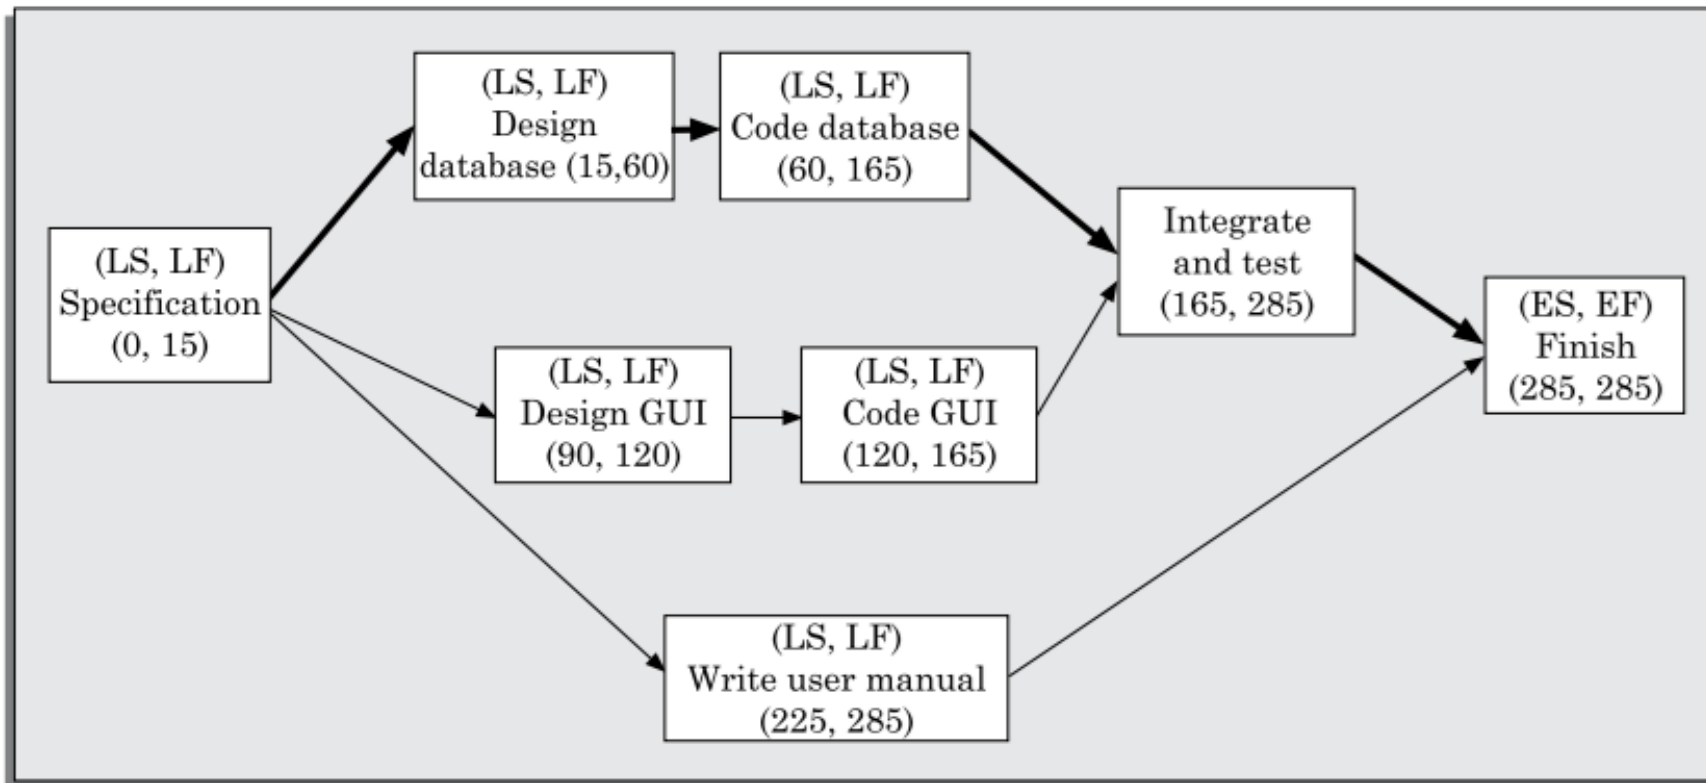 (LS, LF)
Design
database (15,60)
(LS, LF)
Code database
(60, 165)
(LS, LF)
Specification
(0, 15)
Integrate
and test
(165, 285)
(ES, EF)
Finish
(285, 285)
(LS, LF)
Design GUI
(90, 120)
(LS, LF)
Code GUI
(120, 165)
(LS, LF)
Write user manual
(225, 285)